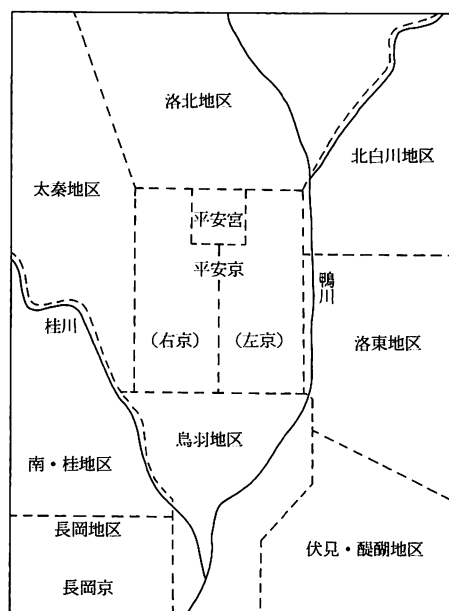 洛北地区
北白川地区
太秦地区
平安宮
平安京
鴨川
桂川
（右京）
（左京）
洛東地区
鳥羽地区
南・桂地区
長岡地区
伏見・醍醐地区
長岡京